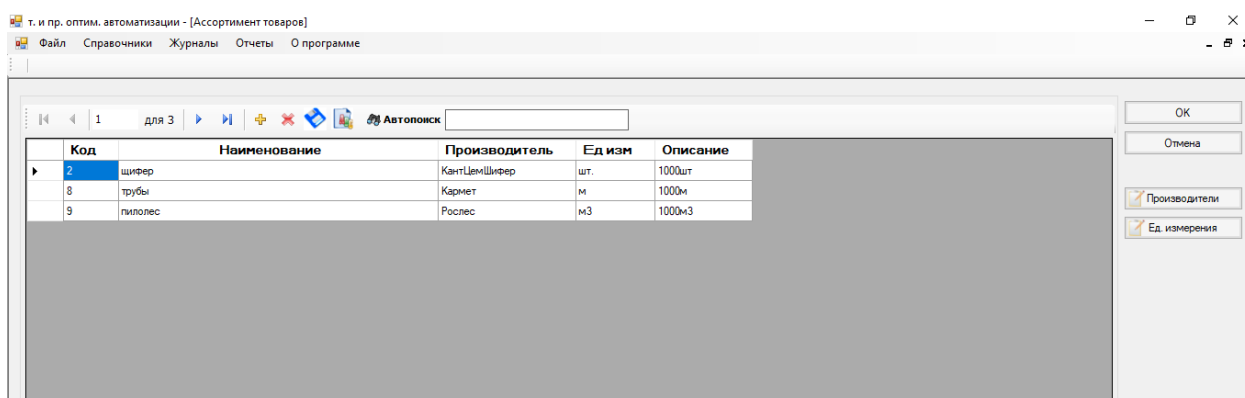 т. и пр. оптим. автоматизации - [Ассортимент товаров]
Файл Справочники Журналы Отчеты О программе
1 для 3 Автопоиск
OK
Отмена
Код Наименование Производитель Ед изм Описание
2 щифер КантЦемШифер шт. 1000шт
8 трубы Кармет м 1000м
9 пилолес Рослес м3 1000м3
Производители
Ед. измерения